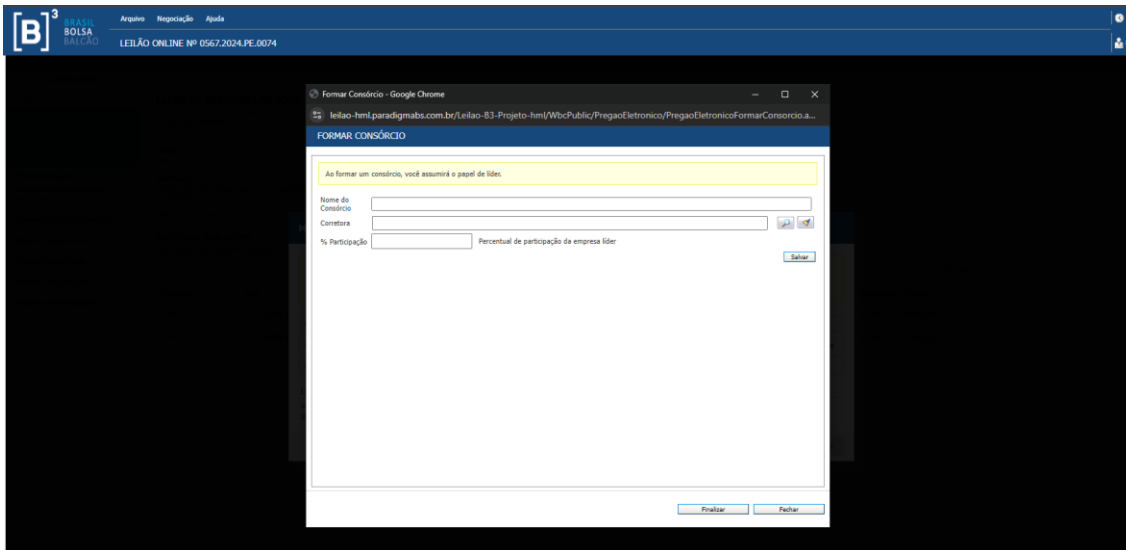 [B]³ BRASIL
BOLSA
BALCÃO
Arquivo Negociação Ajuda
LEILÃO ONLINE Nº 0567.2024.PE.0074
Formar Consórcio - Google Chrome
leilao-hml.paradigmabs.com.br/Leilao-B3-Projeto-hml/WbcPublic/PregaoEletronico/PregaoEletronicoFormarConsorcio.a...
FORMAR CONSÓRCIO
Ao formar um consórcio, você assumirá o papel de líder.
Nome do
Consórcio
Corretora
% Participação Percentual de participação da empresa líder
Salvar
Finalizar Fechar